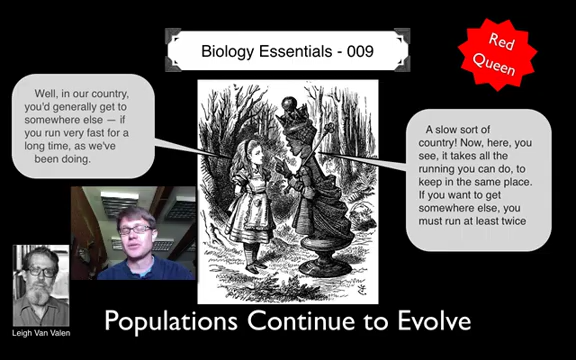 Biology Essentials - 009
Red
Queen
Well, in our country,
you'd generally get to
somewhere else — if
you run very fast for a
long time, as we've
been doing.
A slow sort of
country! Now, here, you
see, it takes all the
running you can do, to
keep in the same place.
If you want to get
somewhere else, you
must run at least twice
Leigh Van Valen
Populations Continue to Evolve